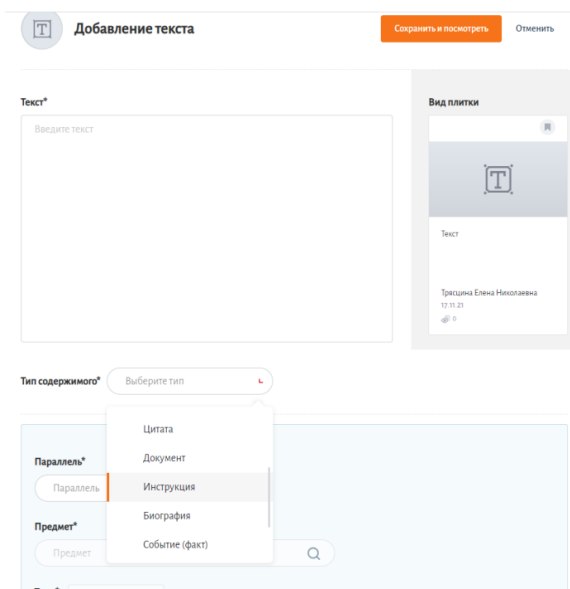 Добавление текста
Сохранить и посмотреть
Отменить
Текст*
Введите текст
Вид плитки
Текст
Трясцина Елена Николаевна
17.11.21
0
Тип содержимого*
Выберите тип
Цитата
Документ
Инструкция
Биография
Событие (факт)
Параллель*
Параллель
Предмет*
Предмет